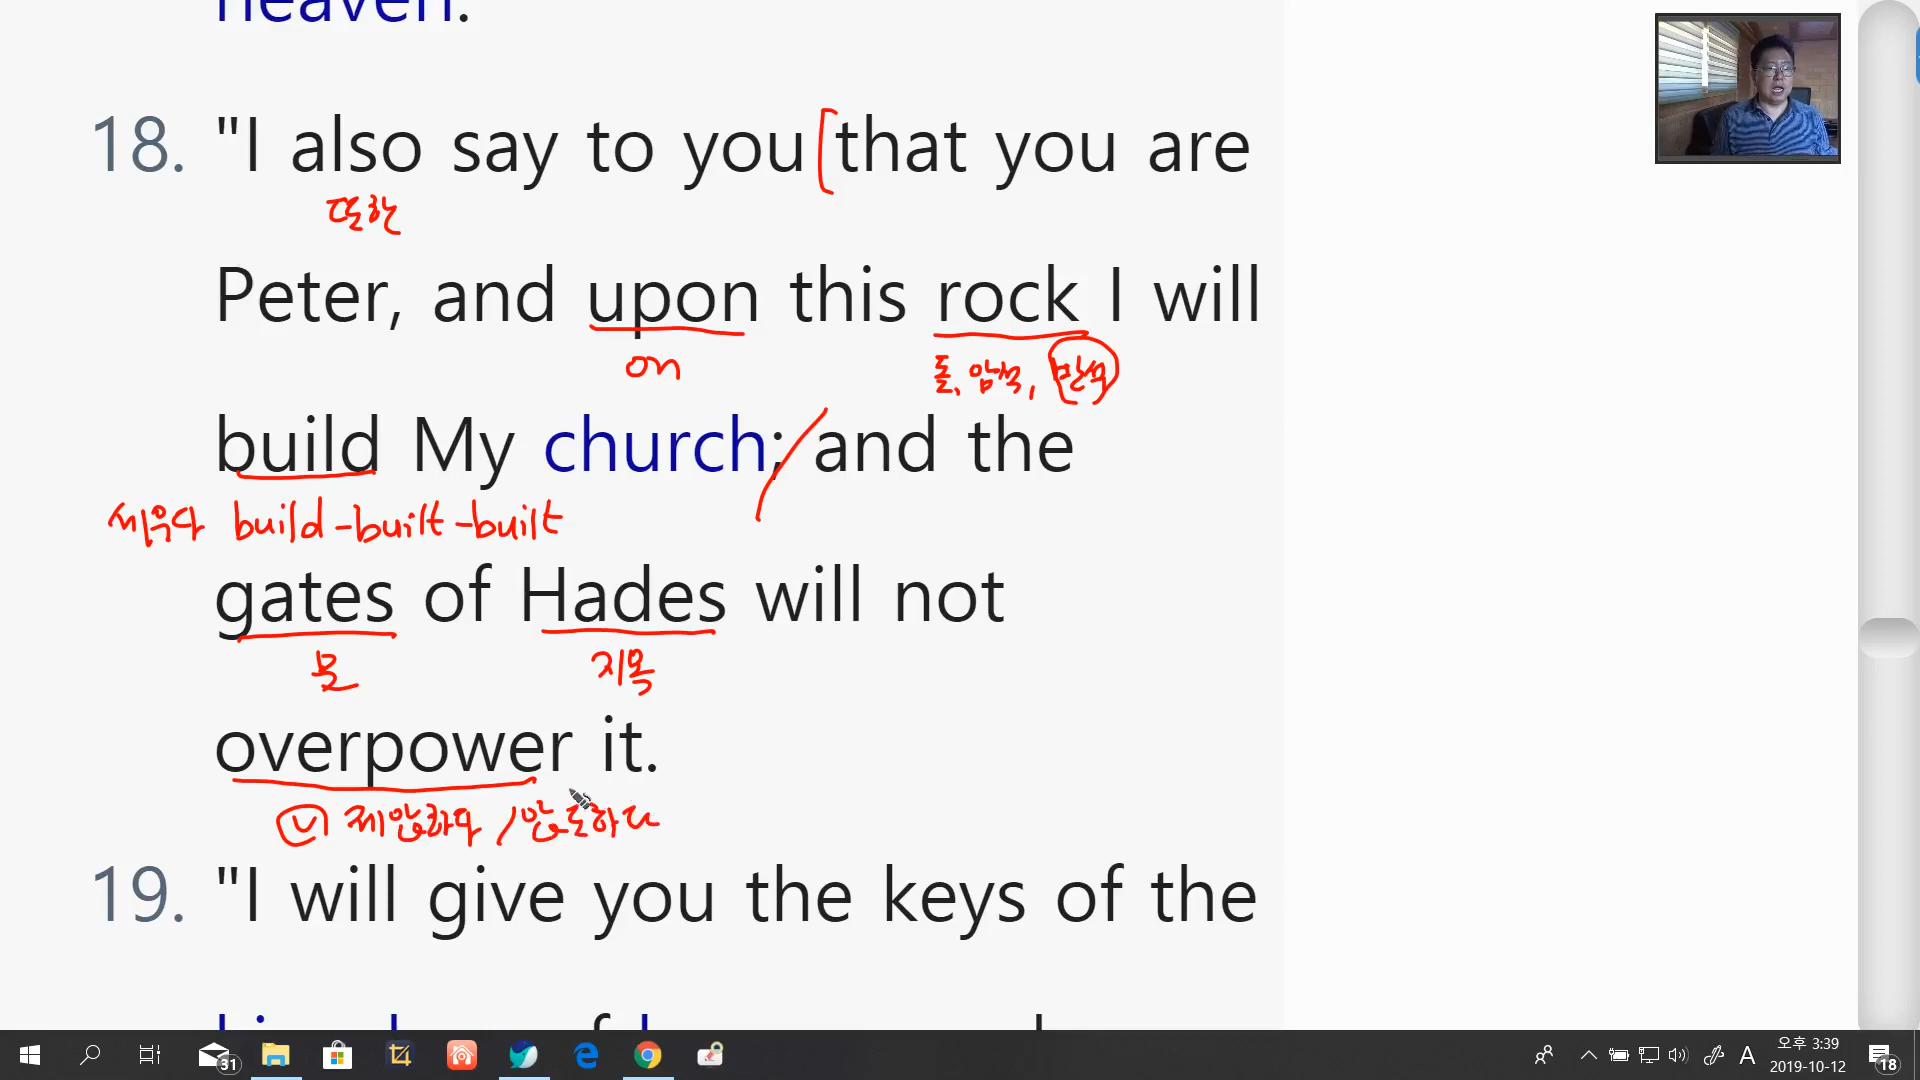 heaven.
18. "I also say to you [that you are
또한
Peter, and upon this rock I will
on 돌, 암석, 반석
build My church; / and the
세우다 build-built-built
gates of Hades will not
문 지옥
overpower it.
ⓥ 제압하다 / 압도하다
19. "I will give you the keys of the
31
A
오후 3:39
2019-10-12
18